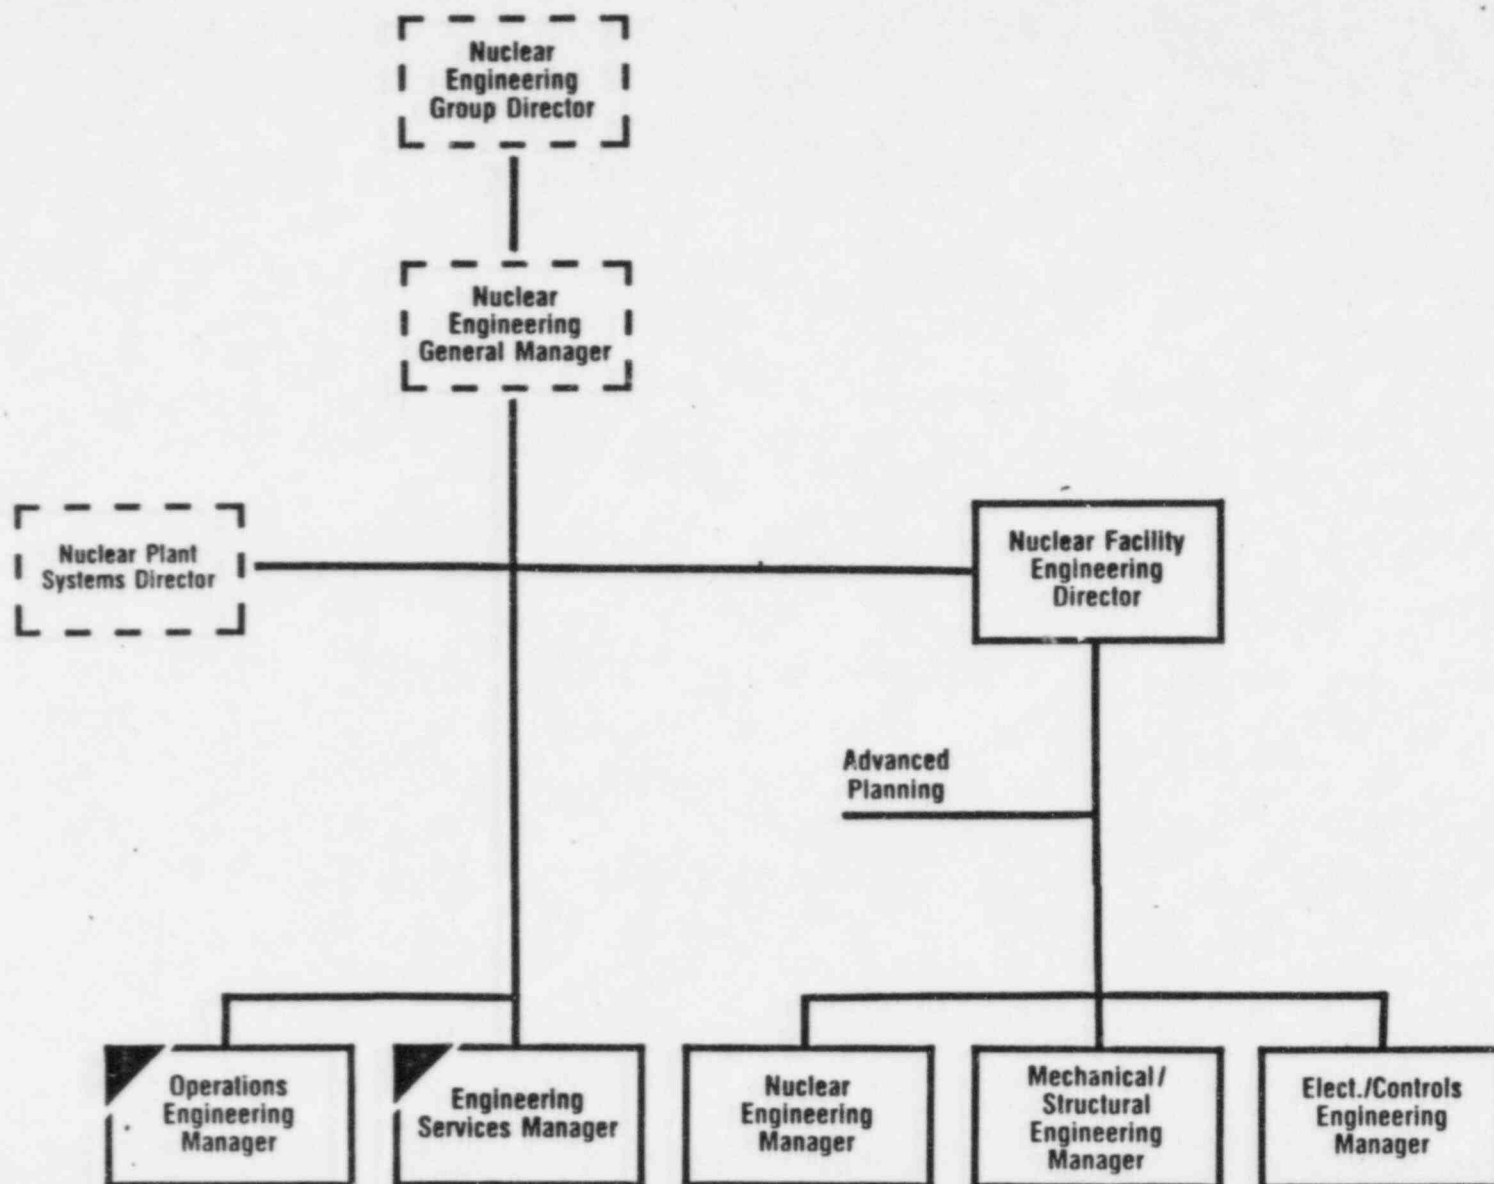 Nuclear
Engineering
Group Director
Nuclear
Engineering
General Manager
Nuclear Plant
Systems Director
Nuclear Facility
Engineering
Director
Advanced
Planning
Operations
Engineering
Manager
Engineering
Services Manager
Nuclear
Engineering
Manager
Mechanical/
Structural
Engineering
Manager
Elect./Controls
Engineering
Manager